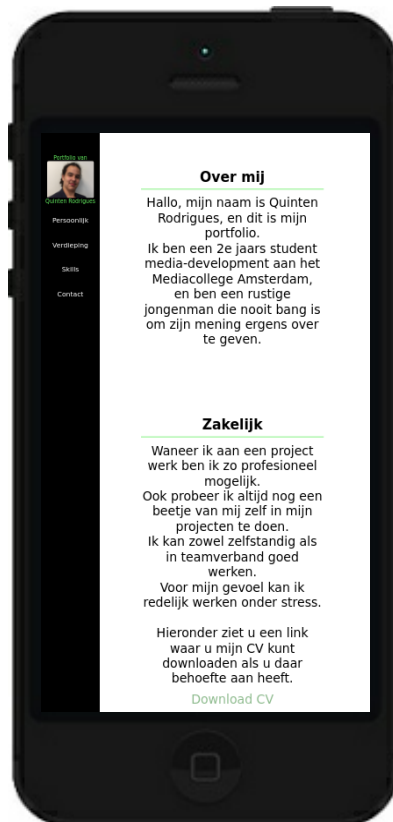 Portfolio van
Quinten Rodrigues
Persoonlijk
Verdieping
Skills
Contact
Over mij
Hallo, mijn naam is Quinten
Rodrigues, en dit is mijn
portfolio.
Ik ben een 2e jaars student
media-development aan het
Mediacollege Amsterdam,
en ben een rustige
jongenman die nooit bang is
om zijn mening ergens over
te geven.
Zakelijk
Waneer ik aan een project
werk ben ik zo profesioneel
mogelijk.
Ook probeer ik altijd nog een
beetje van mij zelf in mijn
projecten te doen.
Ik kan zowel zelfstandig als
in teamverband goed
werken.
Voor mijn gevoel kan ik
redelijk werken onder stress.
Hieronder ziet u een link
waar u mijn CV kunt
downloaden als u daar
behoefte aan heeft.
Download CV